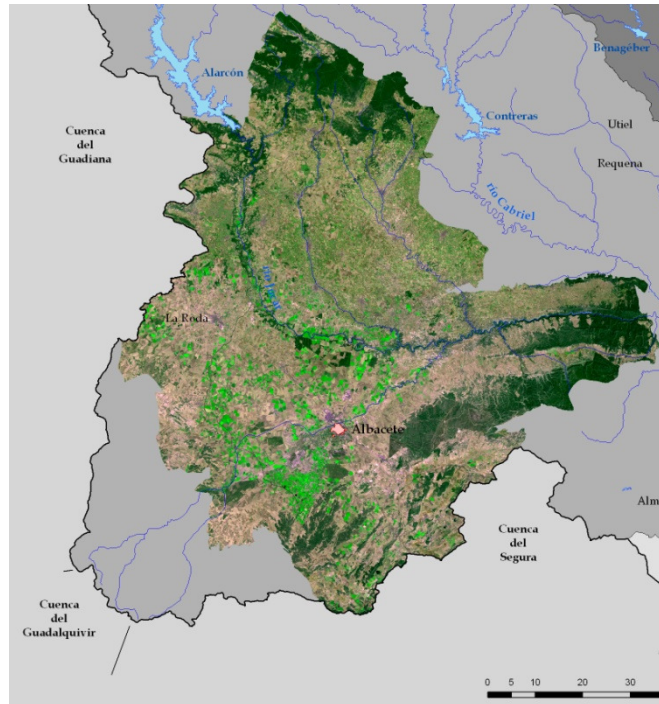 Benagéber
Alarcón
Contreras
Cuenca
del
Guadiana
Utiel
Requena
río Cabriel
La Roda
Albacete
Alm
Cuenca
del
Segura
Cuenca
del
Guadalquivir
0 5 10 20 30